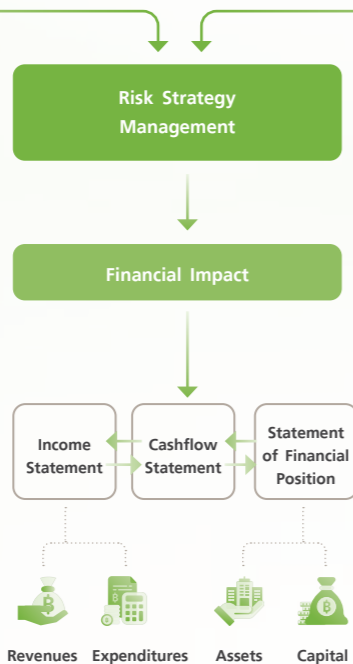 Risk Strategy
Management
Financial Impact
Income
Statement
Cashflow
Statement
Statement
of Financial
Position
Revenues
Expenditures
Assets
Capital